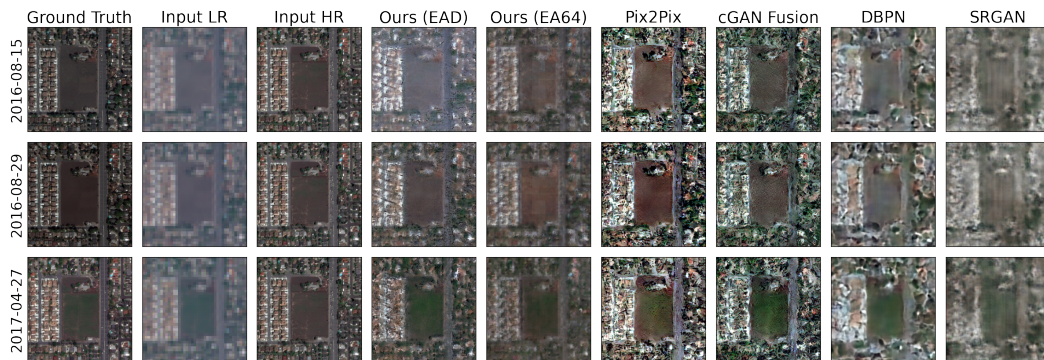 Ground Truth Input LR Input HR Ours (EAD) Ours (EA64) Pix2Pix cGAN Fusion DBPN SRGAN
2016-08-15
2016-08-29
2017-04-27